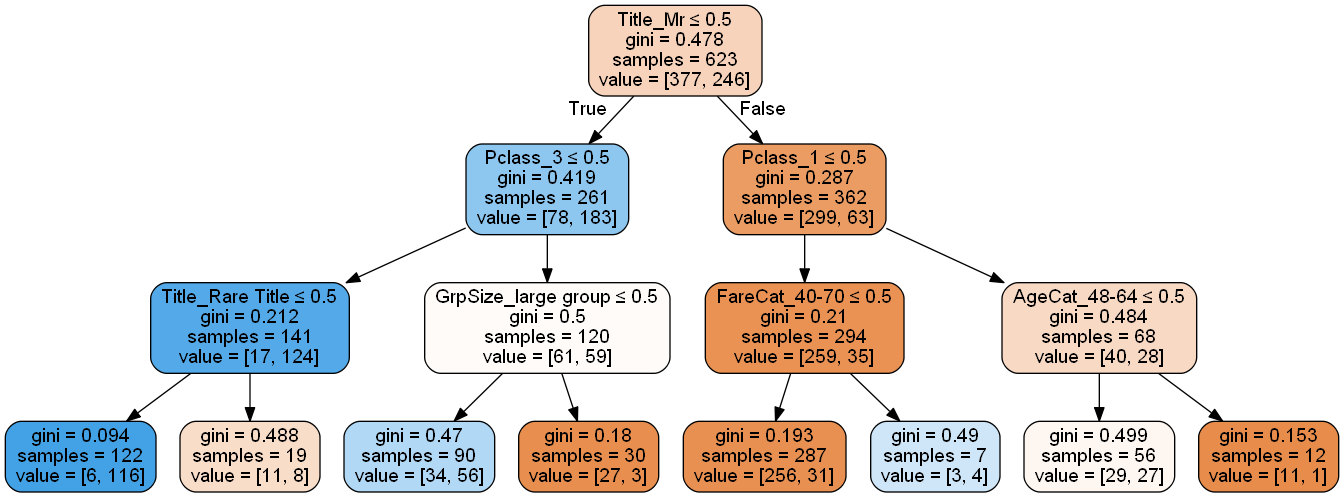 Title_Mr ≤ 0.5
gini = 0.478
samples = 623
value = [377, 246]
True
False
Pclass_3 ≤ 0.5
gini = 0.419
samples = 261
value = [78, 183]
Pclass_1 ≤ 0.5
gini = 0.287
samples = 362
value = [299, 63]
Title_Rare Title ≤ 0.5
gini = 0.212
samples = 141
value = [17, 124]
GrpSize_large group ≤ 0.5
gini = 0.5
samples = 120
value = [61, 59]
FareCat_40-70 ≤ 0.5
gini = 0.21
samples = 294
value = [259, 35]
AgeCat_48-64 ≤ 0.5
gini = 0.484
samples = 68
value = [40, 28]
gini = 0.094
samples = 122
value = [6, 116]
gini = 0.488
samples = 19
value = [11, 8]
gini = 0.47
samples = 90
value = [34, 56]
gini = 0.18
samples = 30
value = [27, 3]
gini = 0.193
samples = 287
value = [256, 31]
gini = 0.49
samples = 7
value = [3, 4]
gini = 0.499
samples = 56
value = [29, 27]
gini = 0.153
samples = 12
value = [11, 1]